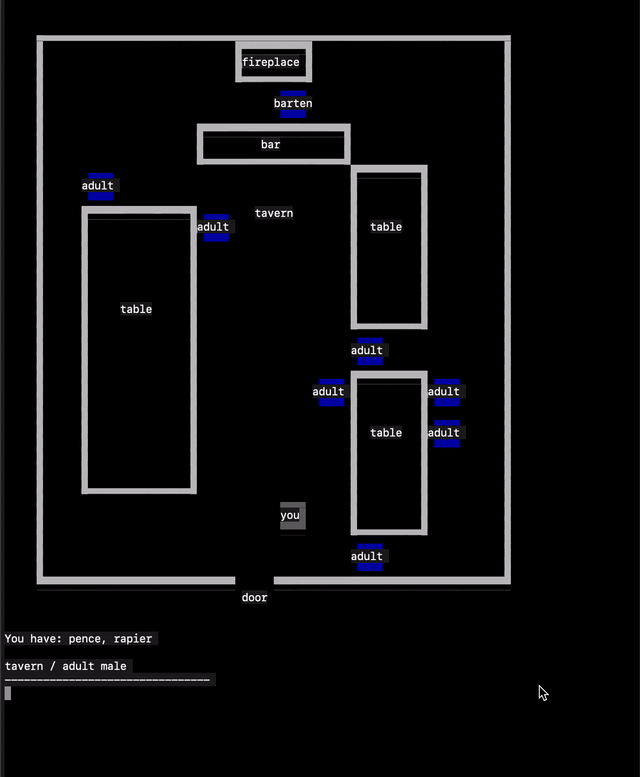 fireplace
barten
bar
adult
tavern
adult
table
table
adult
adult
adult
table
adult
you
adult
door
You have: pence, rapier
tavern / adult male
--------------------------------